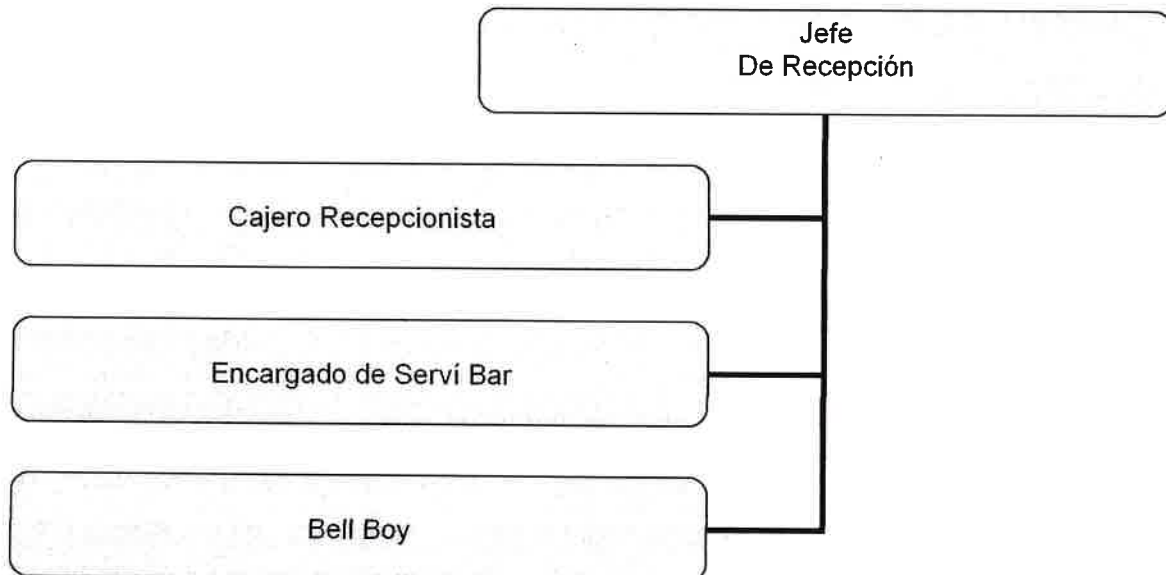 Jefe
De Recepción
Cajero Recepcionista
Encargado de Serví Bar
Bell Boy